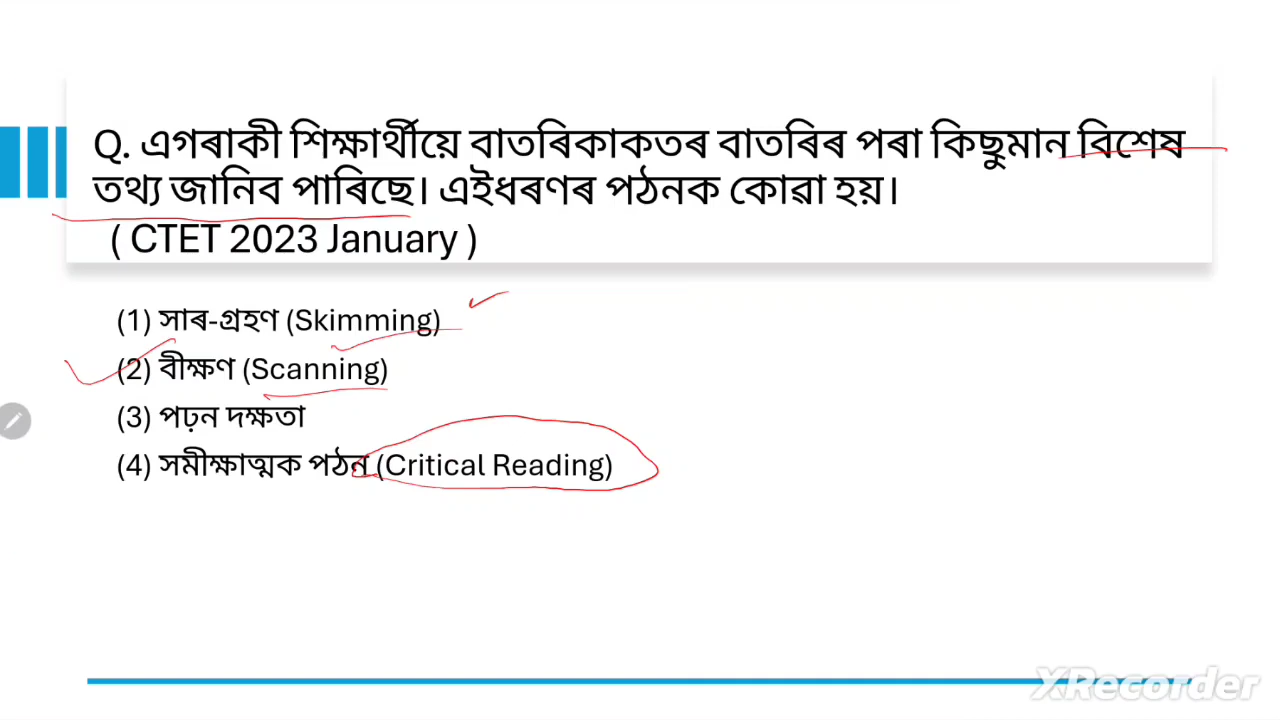 Q. এগৰাকী শিক্ষাৰ্থীয়ে বাতৰিকাকতৰ বাতৰিৰ পৰা কিছুমান বিশেষ
তথ্য জানিব পাৰিছে। এইধৰণৰ পঠনক কোৱা হয়।
( CTET 2023 January )
(1) সাৰ-গ্ৰহণ (Skimming)
(2) বীক্ষণ (Scanning)
(3) পঢ়ন দক্ষতা
(4) সমীক্ষাত্মক পঠন (Critical Reading)
XRecorder